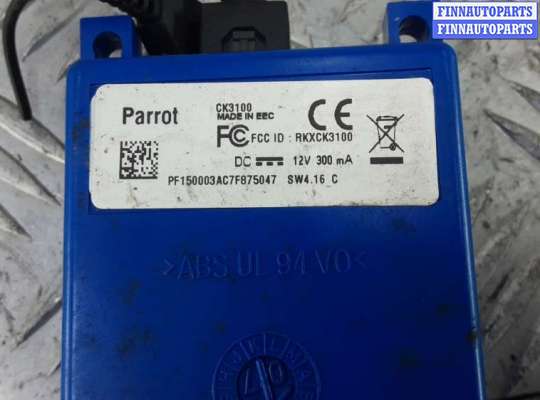 FINNAUTOPARTS
FINNAUTOPARTS
Parrot
CK3100
MADE IN EEC
CE
FC FCC ID : RKXCK3100
DC 12V 300 mA
PF150003AC7F875047 SW4.16 C
>ABS UL 94 V0<